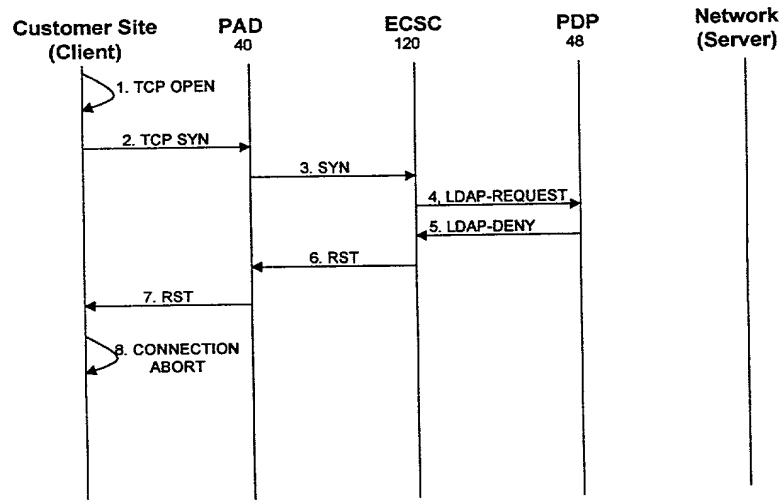 Customer Site
(Client)
PAD
40
ECSC
120
PDP
48
Network
(Server)
1. TCP OPEN
2. TCP SYN
3. SYN
4, LDAP-REQUEST
5. LDAP-DENY
6. RST
7. RST
8. CONNECTION
ABORT